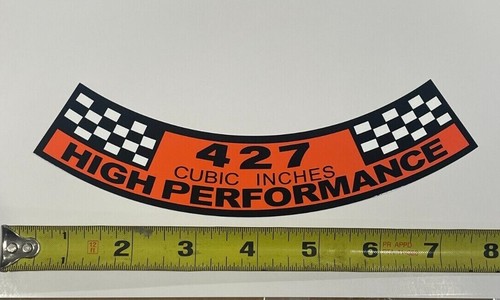 427
CUBIC INCHES
HIGH PERFORMANCE
2 3 4 5 6 7 8